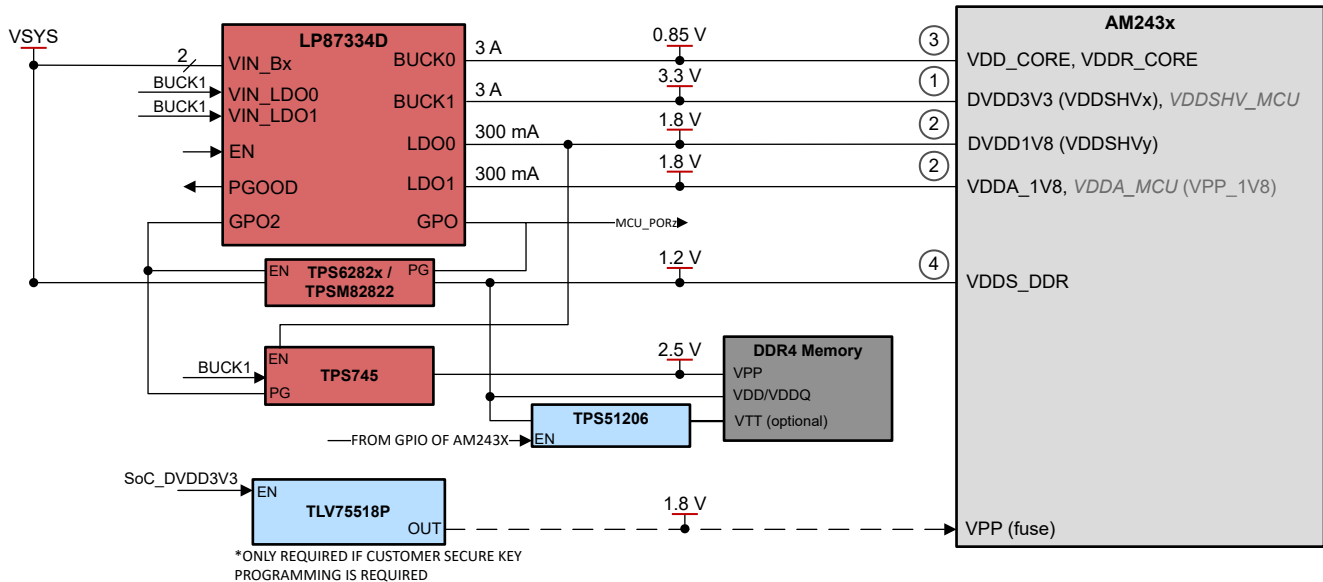 VSYS
LP87334D
AM243x
2
VIN_Bx
BUCK0
3 A
0.85 V
3
VDD_CORE, VDDR_CORE
BUCK1
VIN_LDO0
BUCK1
3 A
3.3 V
1
DVDD3V3 (VDDSHVx), VDDSHV_MCU
BUCK1
VIN_LDO1
EN
LDO0
300 mA
1.8 V
2
DVDD1V8 (VDDSHVy)
PGOOD
LDO1
300 mA
1.8 V
2
VDDA_1V8, VDDA_MCU (VPP_1V8)
GPO2
GPO
MCU_PORz
EN
TPS6282x /
TPSM82822
PG
1.2 V
4
VDDS_DDR
EN
BUCK1
TPS745
PG
2.5 V
DDR4 Memory
VPP
VDD/VDDQ
VTT (optional)
TPS51206
FROM GPIO OF AM243X
EN
SoC_DVDD3V3
EN
TLV75518P
OUT
1.8 V
VPP (fuse)
*ONLY REQUIRED IF CUSTOMER SECURE KEY
PROGRAMMING IS REQUIRED